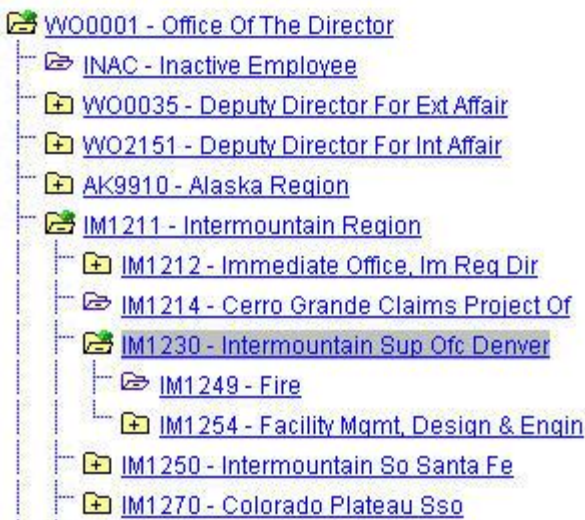 WO0001 - Office Of The Director
INAC - Inactive Employee
WO0035 - Deputy Director For Ext Affair
WO2151 - Deputy Director For Int Affair
AK9910 - Alaska Region
IM1211 - Intermountain Region
IM1212 - Immediate Office, Im Reg Dir
IM1214 - Cerro Grande Claims Project Of
IM1230 - Intermountain Sup Ofc Denver
IM1249 - Fire
IM1254 - Facility Mgmt, Design & Engin
IM1250 - Intermountain So Santa Fe
IM1270 - Colorado Plateau Sso